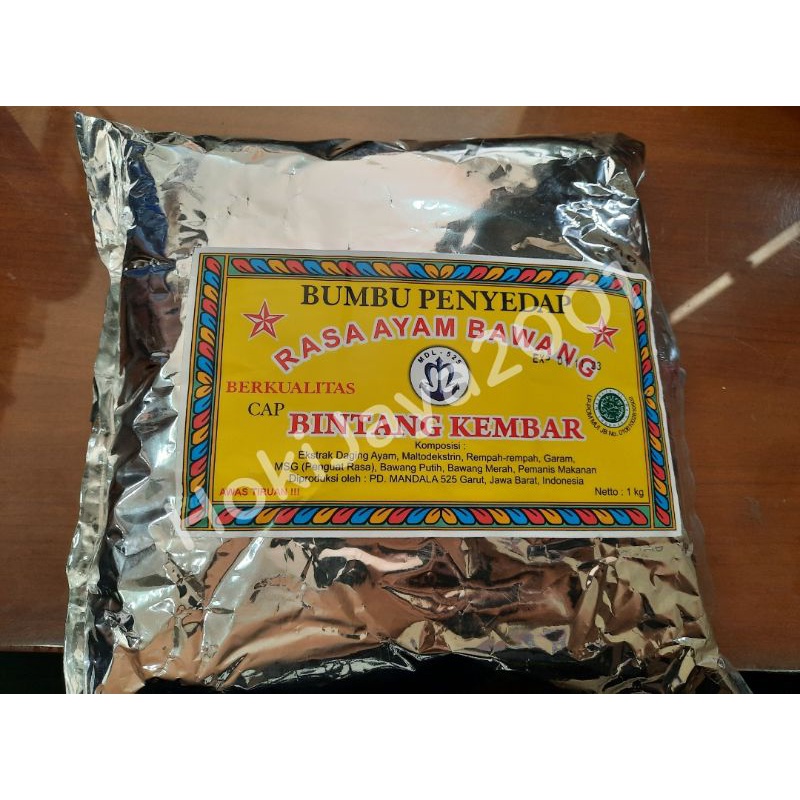 BUMBU PENYEDAP
RASA AYAM BAWANG
MDL - 525
BERKUALITAS
CAP
BINTANG KEMBAR
Komposisi :
Ekstrak Daging Ayam, Maltodekstrin, Rempah-rempah, Garam,
MSG (Penguat Rasa), Bawang Putih, Bawang Merah, Pemanis Makanan
Diproduksi oleh : PD. MANDALA 525 Garut, Jawa Barat, Indonesia
AWAS TIRUAN !!!
Netto : 1 kg
HokiJaya2001